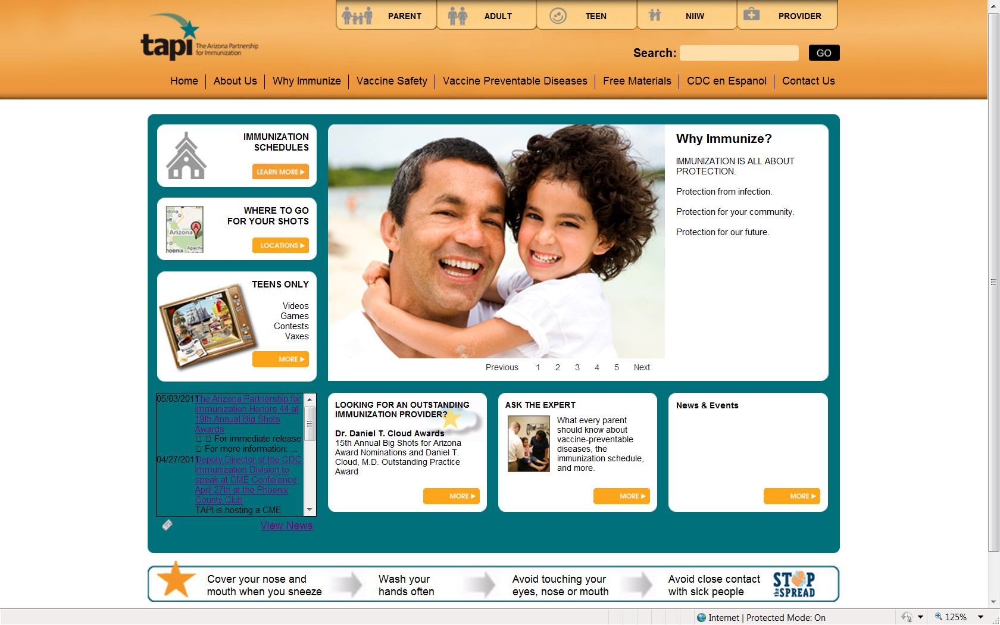 PARENT
ADULT
TEEN
NIIW
PROVIDER
tapi The Arizona Partnership
for Immunization
Search:
GO
Home
About Us
Why Immunize
Vaccine Safety
Vaccine Preventable Diseases
Free Materials
CDC en Espanol
Contact Us
IMMUNIZATION
SCHEDULES
LEARN MORE
WHERE TO GO
FOR YOUR SHOTS
Arizona
A
LOCATIONS
TEENS ONLY
Videos
Games
Contests
Vaxes
MORE
Why Immunize?
IMMUNIZATION IS ALL ABOUT
PROTECTION.
Protection from infection.
Protection for your community.
Protection for our future.
Previous 1 2 3 4 5 Next
05/03/2011 The Arizona Partnership for
Immunization Honors 44 at
19th Annual Big Shots
Awards
For immediate release
For more information: ...
04/27/2011 Deputy Director of the CDC
Immunization Division to
speak at CME Conference
April 27th at the Phoenix
County Club
TAPI is hosting a CME
View News
LOOKING FOR AN OUTSTANDING
IMMUNIZATION PROVIDER?
Dr. Daniel T. Cloud Awards
15th Annual Big Shots for Arizona
Award Nominations and Daniel T.
Cloud, M.D. Outstanding Practice
Award
MORE
ASK THE EXPERT
What every parent
should know about
vaccine-preventable
diseases, the
immunization schedule,
and more.
MORE
News & Events
MORE
Cover your nose and
mouth when you sneeze
Wash your
hands often
Avoid touching your
eyes, nose or mouth
Avoid close contact
with sick people
STOP
the SPREAD
Internet | Protected Mode: On
125%